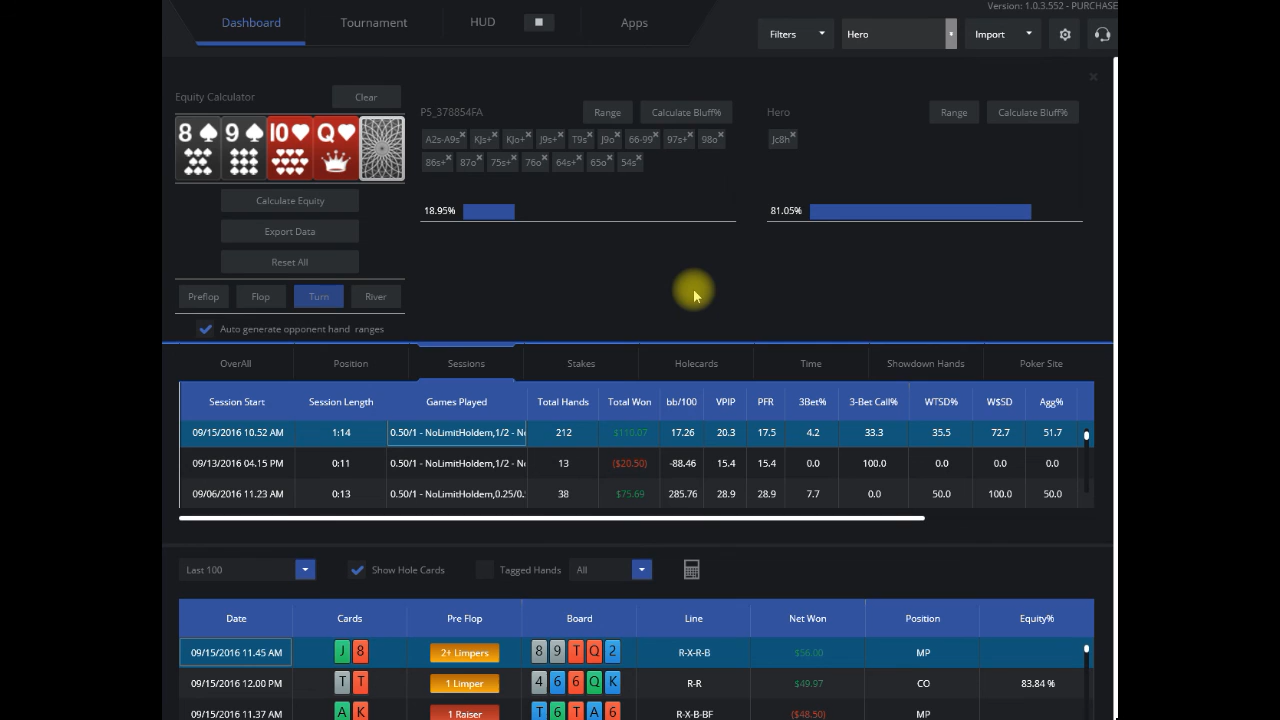 Version: 1.0.3.552 - PURCHASE
Dashboard Tournament HUD Apps
Filters Hero Import
Equity Calculator Clear
8 9 10 Q
P5_378854FA Range Calculate Bluff%
A2s-A9s KJs+ KJo+ J9s+ T9s J9o 66-99 97s+ 98o
86s+ 87o 75s+ 76o 64s+ 65o 54s
18.95%
Hero Range Calculate Bluff%
Jc8h
81.05%
Calculate Equity
Export Data
Reset All
Preflop Flop Turn River
Auto generate opponent hand ranges
OverAll Position Sessions Stakes Holecards Time Showdown Hands Poker Site
Session Start Session Length Games Played Total Hands Total Won bb/100 VPIP PFR 3Bet% 3-Bet Call% WTSD% W$SD Agg%
09/15/2016 10.52 AM 1:14 0.50/1 - NoLimitHoldem,1/2 - N 212 $110.07 17.26 20.3 17.5 4.2 33.3 35.5 72.7 51.7
09/13/2016 04.15 PM 0:11 0.50/1 - NoLimitHoldem,1/2 - N 13 ($20.50) -88.46 15.4 15.4 0.0 100.0 0.0 0.0 0.0
09/06/2016 11.23 AM 0:13 0.50/1 - NoLimitHoldem,0.25/0. 38 $75.69 285.76 28.9 28.9 7.7 0.0 50.0 100.0 50.0
Last 100 Show Hole Cards Tagged Hands All
Date Cards Pre Flop Board Line Net Won Position Equity%
09/15/2016 11.45 AM J 8 2+ Limpers 8 9 T Q 2 R-X-R-B $56.00 MP
09/15/2016 12.00 PM T T 1 Limper 4 6 6 Q K R-R $49.97 CO 83.84 %
09/15/2016 11.37 AM A K 1 Raiser T 6 T A 6 R-X-B-BF ($48.50) MP